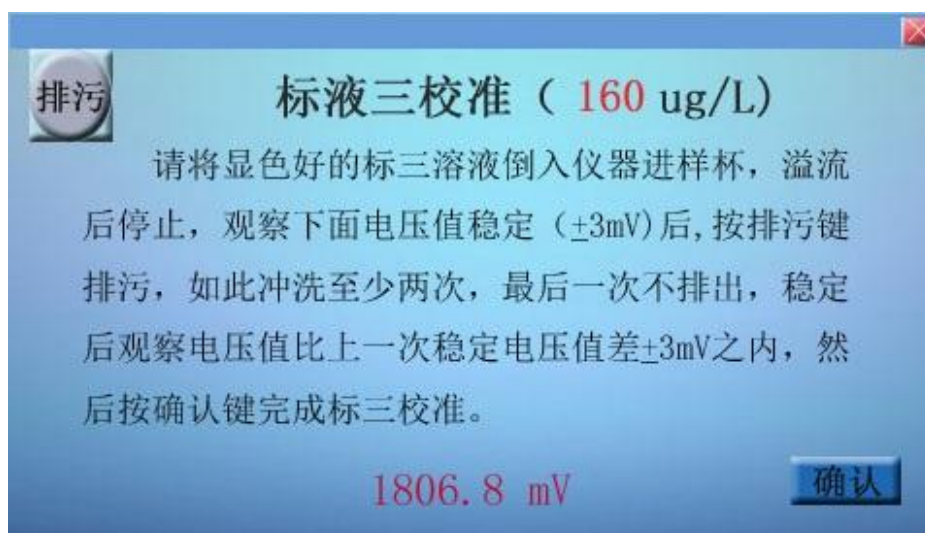 排污
标液三校准（ 160 ug/L)
请将显色好的标三溶液倒入仪器进样杯，溢流
后停止，观察下面电压值稳定（±3mV)后,按排污键
排污，如此冲洗至少两次，最后一次不排出，稳定
后观察电压值比上一次稳定电压值差±3mV之内，然
后按确认键完成标三校准。
1806.8 mV
确认